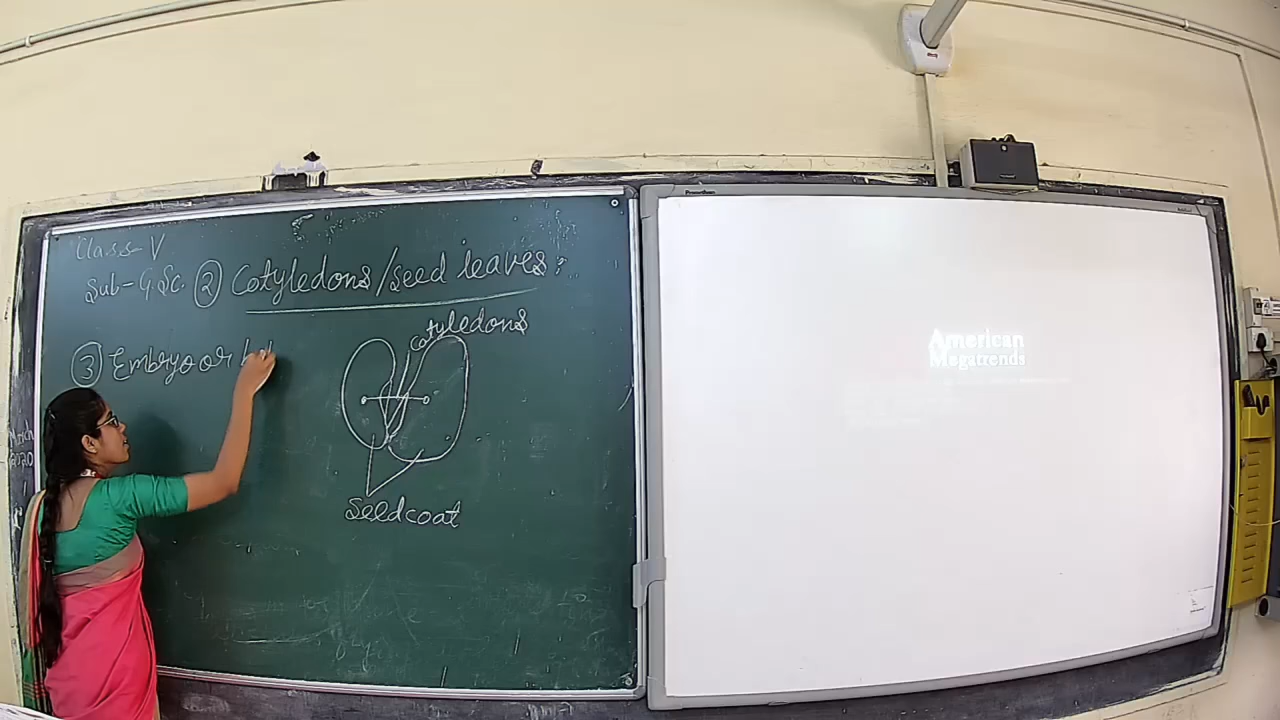 Class-V
Sub-G.Sc. ② Cotyledons/seed leaves:
③ Embryo or
Cotyledons
Seedcoat
American
Megatrends